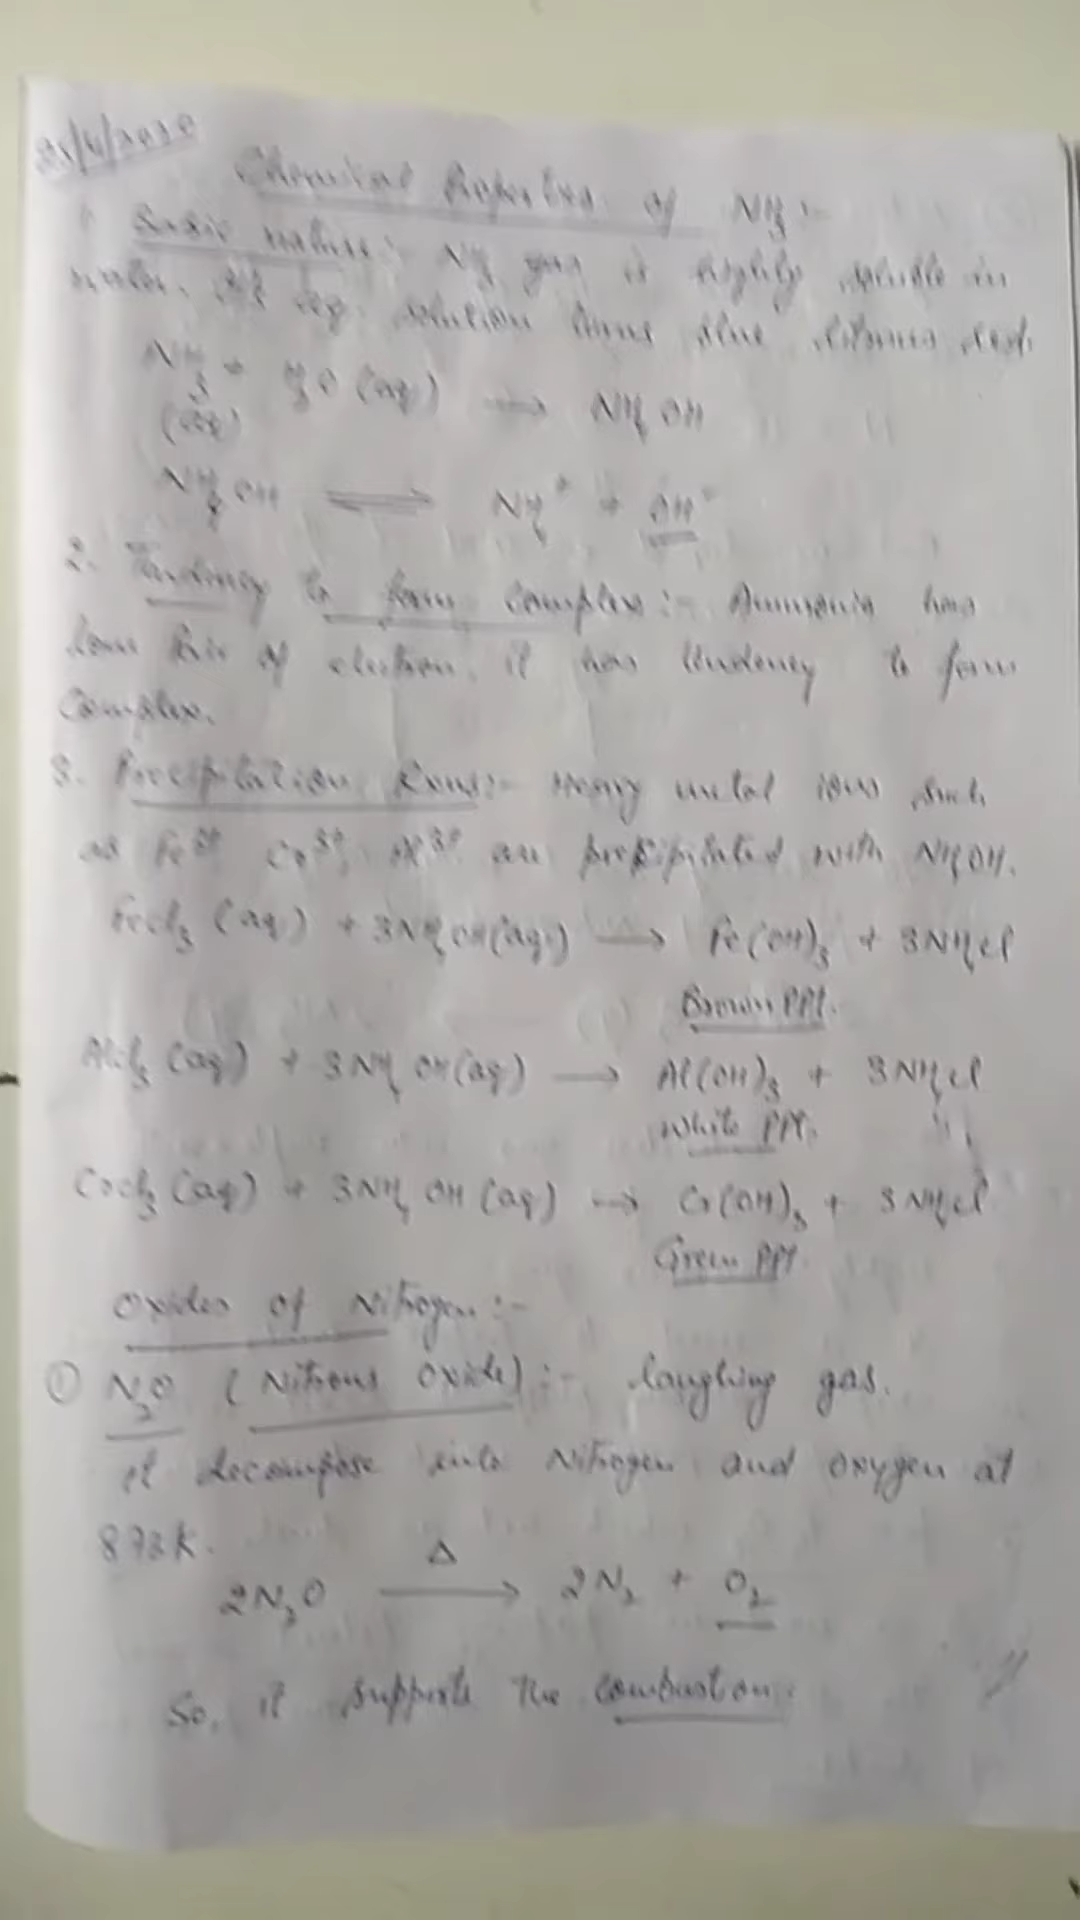 Chemical Properties of NH3 :-
1. Basic nature :- NH3 gas is highly soluble in
water. aq. solution turns blue litmus
NH3 + H2O (aq) → NH4OH
(aq)
NH4OH ⇌ NH4+ + OH-
2. Tendency to form complex :- Ammonia has
lone pair of electron, it has tendency to form
complex.
3. Precipitation Rxns :- Heavy metal ions such
as Fe3+ Cr3+, Al3+ are precipitated with NH4OH.
FeCl3 (aq) + 3NH4OH(aq) → Fe(OH)3 + 3NH4Cl
Brown PPt.
AlCl3 (aq) + 3NH4OH(aq) → Al(OH)3 + 3NH4Cl
White PPt.
CrCl3 (aq) + 3NH4OH (aq) → Cr(OH)3 + 3NH4Cl
Green PPt.
Oxides of Nitrogen :-
① N2O (Nitrous Oxide) :- laughing gas.
it decompose into Nitrogen and oxygen at
873K.
Δ
2N2O → 2N2 + O2
So, it supports the combustion.